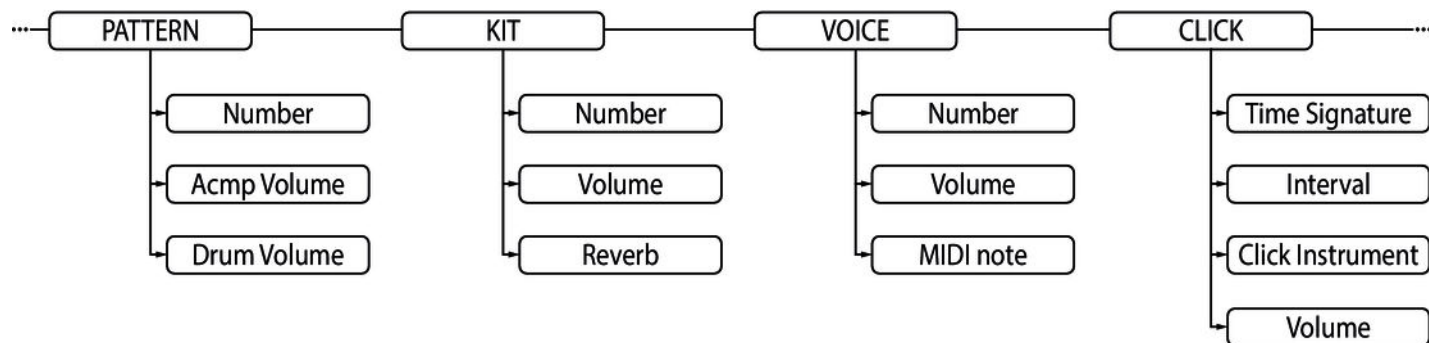 PATTERN
KIT
VOICE
CLICK
Number
Number
Number
Time Signature
Acmp Volume
Volume
Volume
Interval
Drum Volume
Reverb
MIDI note
Click Instrument
Volume